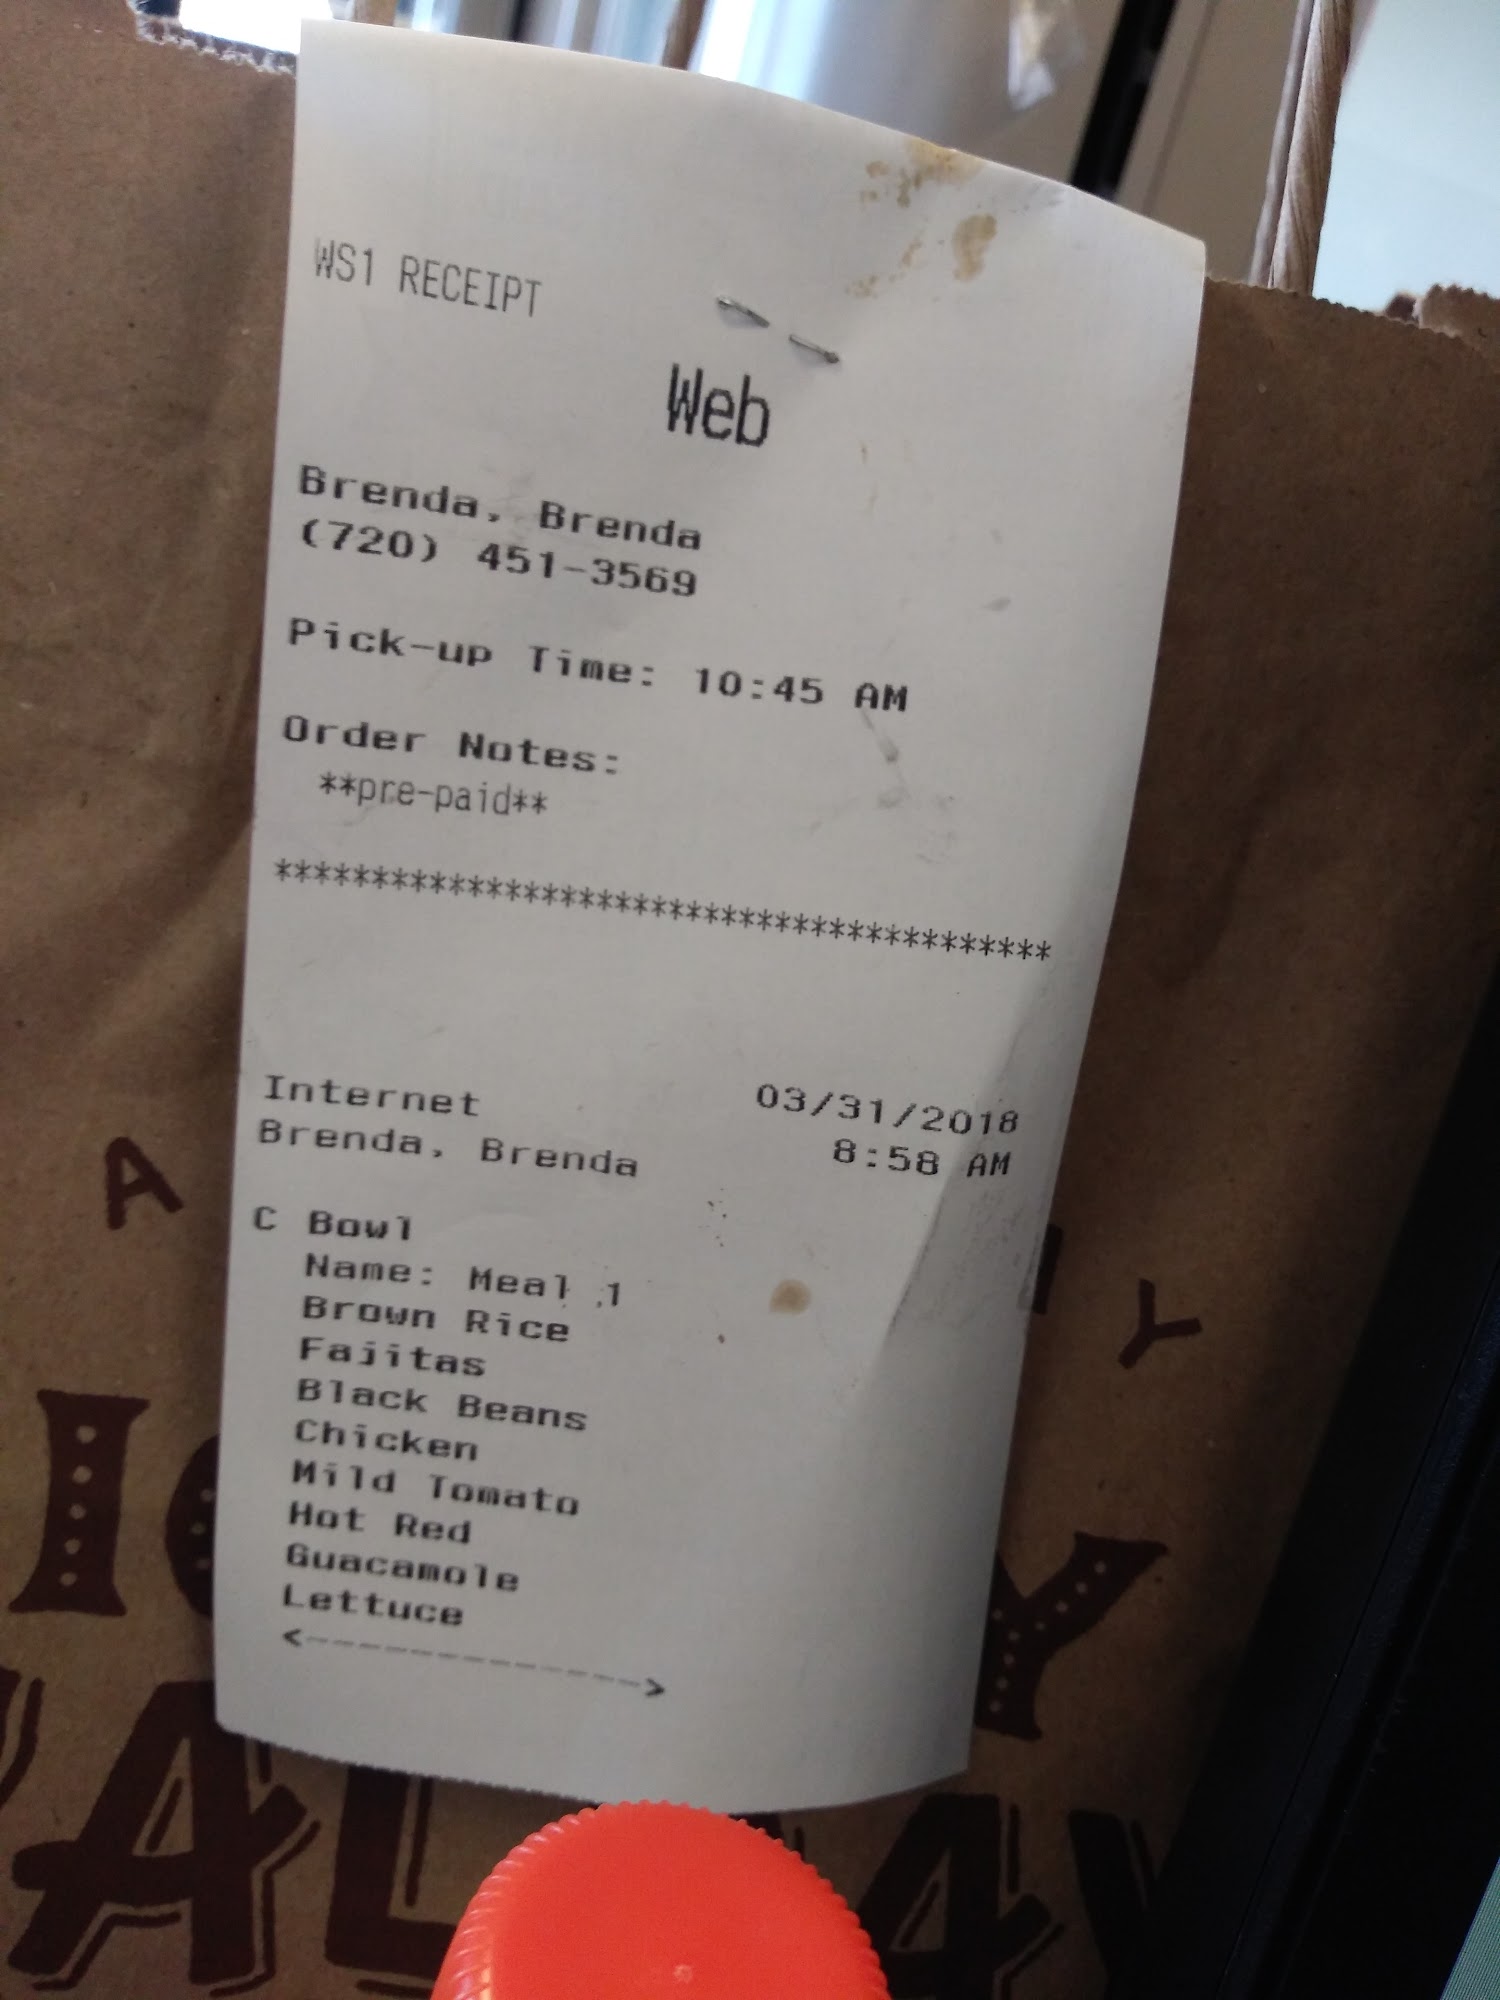 WS1 RECEIPT
Web
Brenda, Brenda
(720) 451-3569
Pick-up Time: 10:45 AM
Order Notes:
**pre-paid**
******************************************
Internet 03/31/2018
Brenda, Brenda 8:58 AM
C Bowl
Name: Meal 1
Brown Rice
Fajitas
Black Beans
Chicken
Mild Tomato
Hot Red
Guacamole
Lettuce
<-------------->